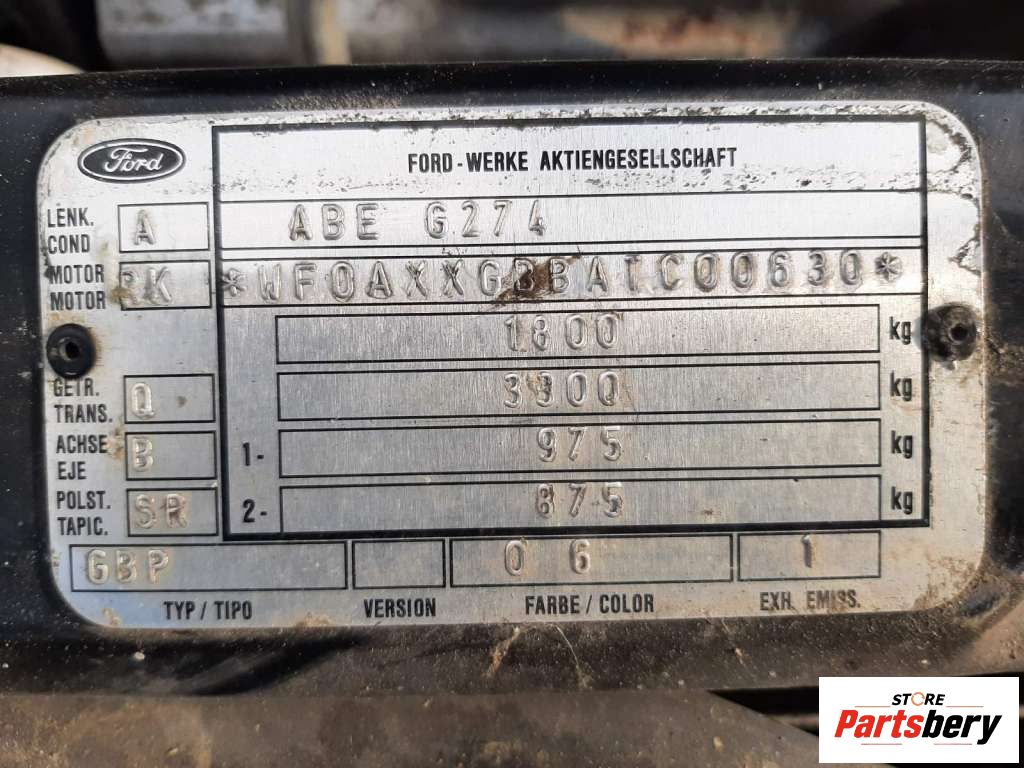 Ford
FORD-WERKE AKTIENGESELLSCHAFT
LENK.
COND
A
ABE G274
MOTOR
MOTOR
RK
*WF0AXXGBBATC00630*
1800 kg
GETR.
TRANS.
Q
3300 kg
ACHSE
EJE
B
1- 975 kg
POLST.
TAPIC.
SR
2- 875 kg
GBP 06 1
TYP/TIPO VERSION FARBE/COLOR EXH. EMISS.
STORE
Partsbery